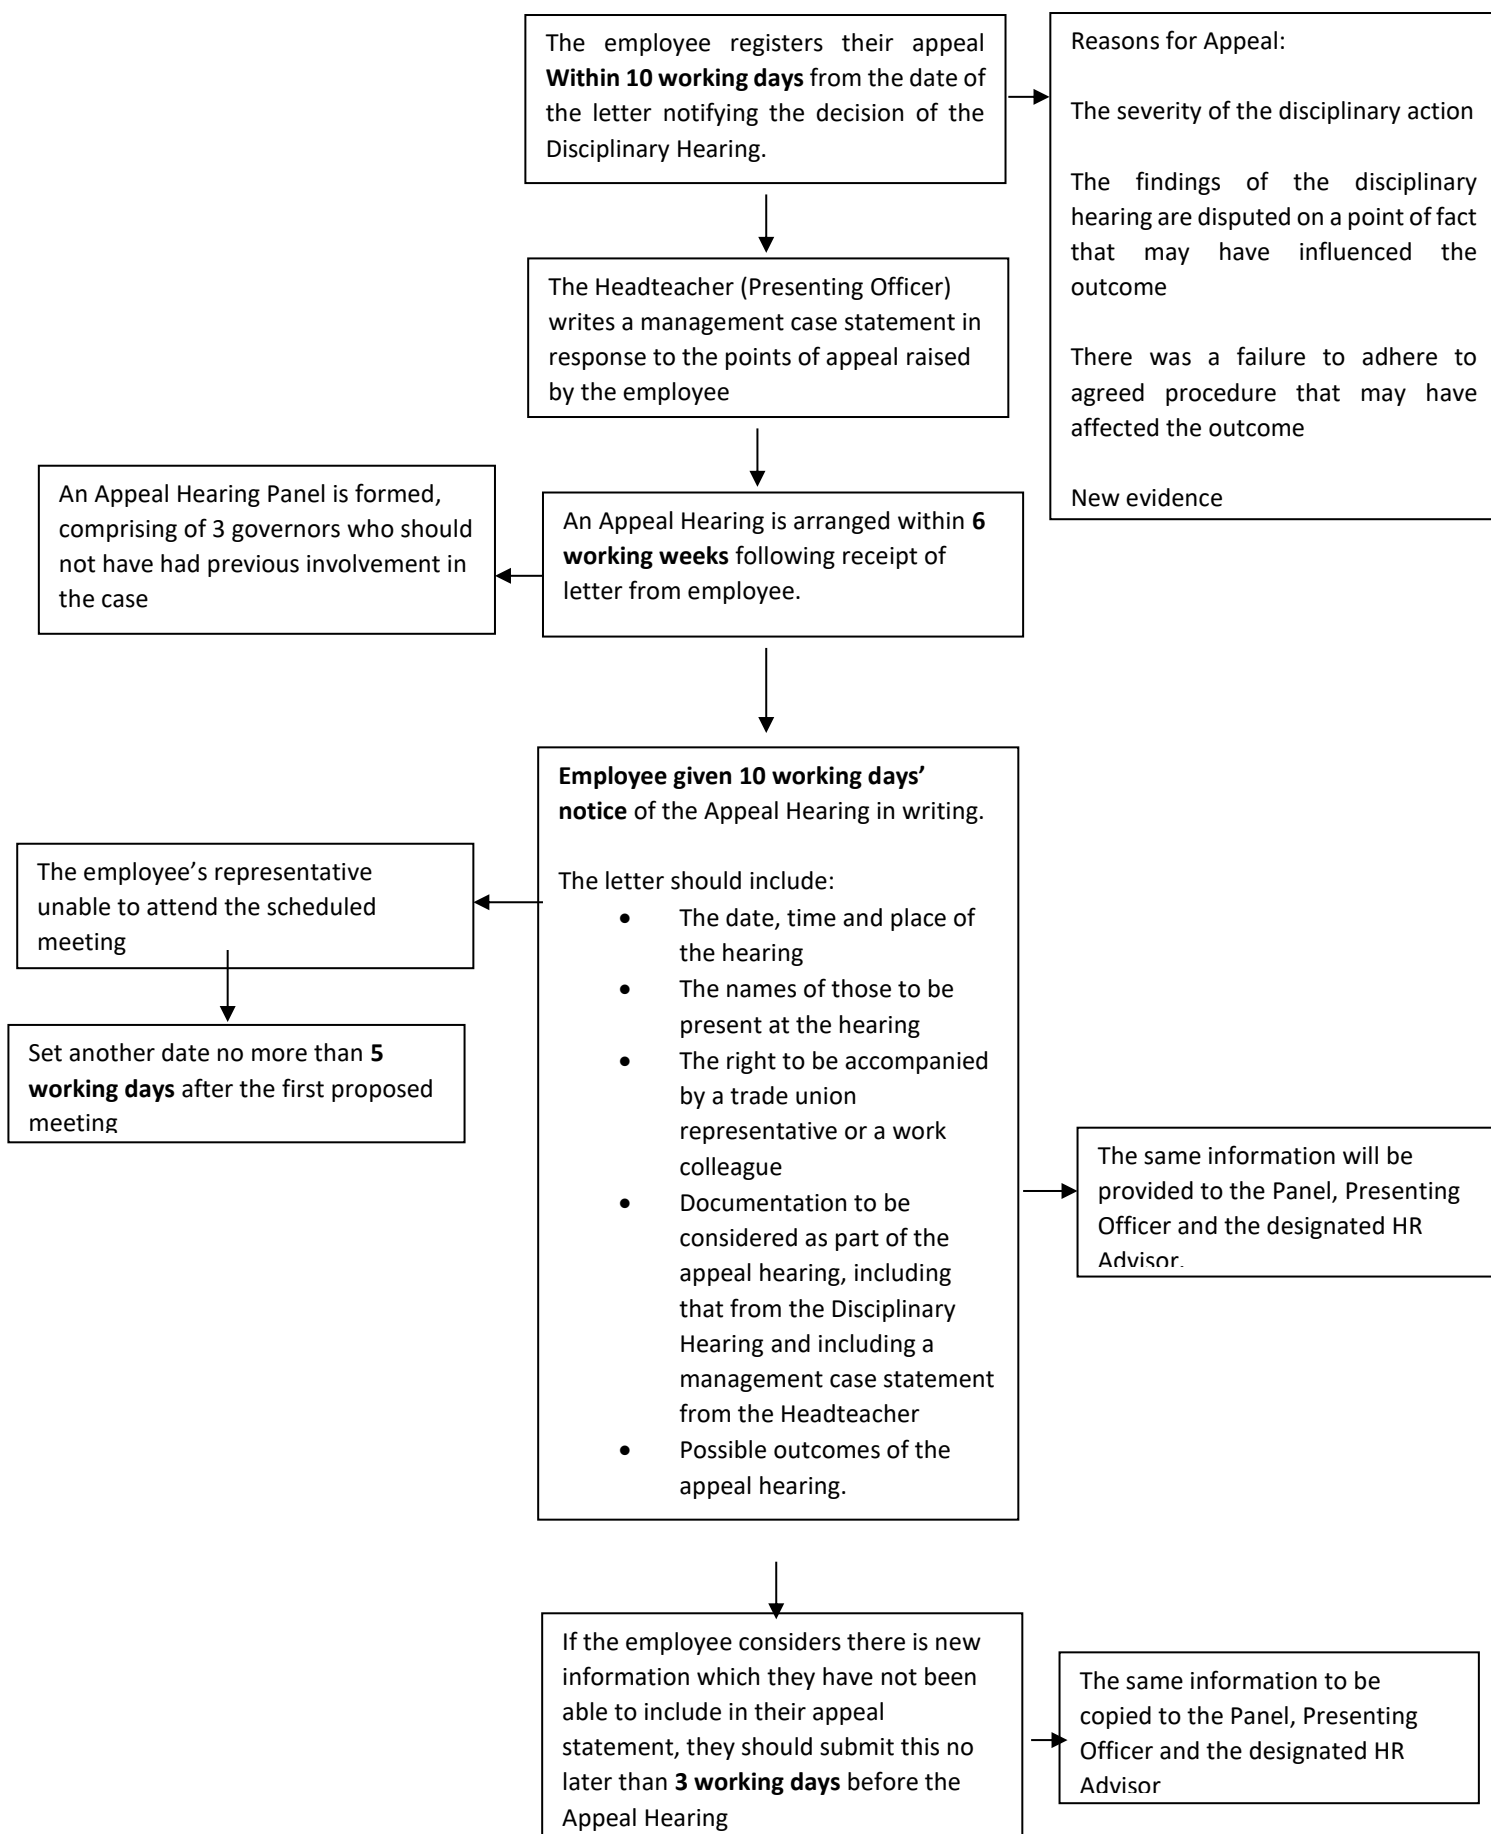 The employee registers their appeal
Within 10 working days from the date of
the letter notifying the decision of the
Disciplinary Hearing.
Reasons for Appeal:
The severity of the disciplinary action
The findings of the disciplinary
hearing are disputed on a point of fact
that may have influenced the
outcome
There was a failure to adhere to
agreed procedure that may have
affected the outcome
New evidence
The Headteacher (Presenting Officer)
writes a management case statement in
response to the points of appeal raised
by the employee
An Appeal Hearing Panel is formed,
comprising of 3 governors who should
not have had previous involvement in
the case
An Appeal Hearing is arranged within 6
working weeks following receipt of
letter from employee.
Employee given 10 working days’
notice of the Appeal Hearing in writing.
The letter should include:
• The date, time and place of
the hearing
• The names of those to be
present at the hearing
• The right to be accompanied
by a trade union
representative or a work
colleague
• Documentation to be
considered as part of the
appeal hearing, including
that from the Disciplinary
Hearing and including a
management case statement
from the Headteacher
• Possible outcomes of the
appeal hearing.
The employee’s representative
unable to attend the scheduled
meeting
Set another date no more than 5
working days after the first proposed
meeting
The same information will be
provided to the Panel, Presenting
Officer and the designated HR
Advisor.
If the employee considers there is new
information which they have not been
able to include in their appeal
statement, they should submit this no
later than 3 working days before the
Appeal Hearing
The same information to be
copied to the Panel, Presenting
Officer and the designated HR
Advisor